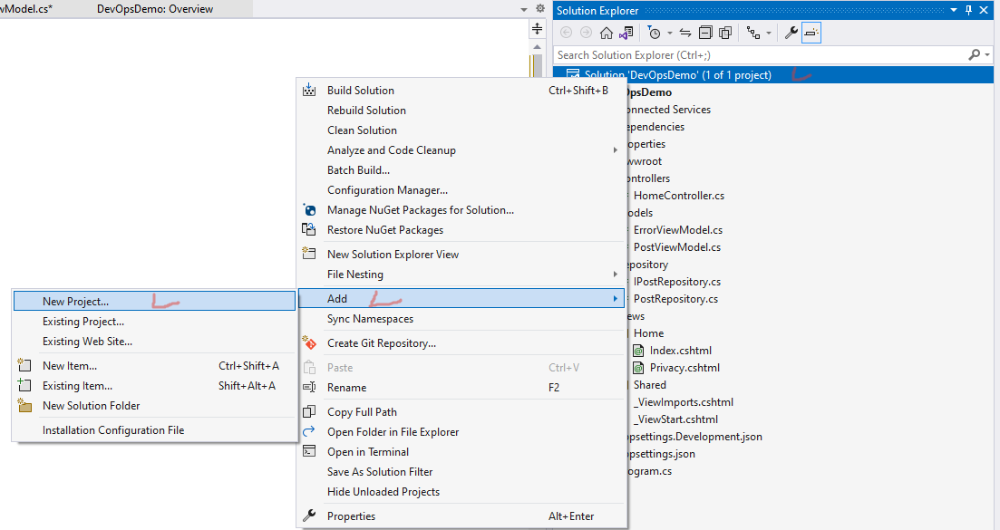 wModel.cs*
DevOpsDemo: Overview
Solution Explorer
Search Solution Explorer (Ctrl+;)
Solution 'DevOpsDemo' (1 of 1 project)
OpsDemo
onnected Services
ependencies
operties
wwroot
ontrollers
HomeController.cs
odels
ErrorViewModel.cs
PostViewModel.cs
epository
IPostRepository.cs
PostRepository.cs
ews
Home
Index.cshtml
Privacy.cshtml
Shared
_ViewImports.cshtml
_ViewStart.cshtml
ppsettings.Development.json
ppsettings.json
ogram.cs
Build Solution Ctrl+Shift+B
Rebuild Solution
Clean Solution
Analyze and Code Cleanup
Batch Build...
Configuration Manager...
Manage NuGet Packages for Solution...
Restore NuGet Packages
New Solution Explorer View
File Nesting
Add
Sync Namespaces
Create Git Repository...
Paste Ctrl+V
Rename F2
Copy Full Path
Open Folder in File Explorer
Open in Terminal
Save As Solution Filter
Hide Unloaded Projects
Properties Alt+Enter
New Project...
Existing Project...
Existing Web Site...
New Item... Ctrl+Shift+A
Existing Item... Shift+Alt+A
New Solution Folder
Installation Configuration File